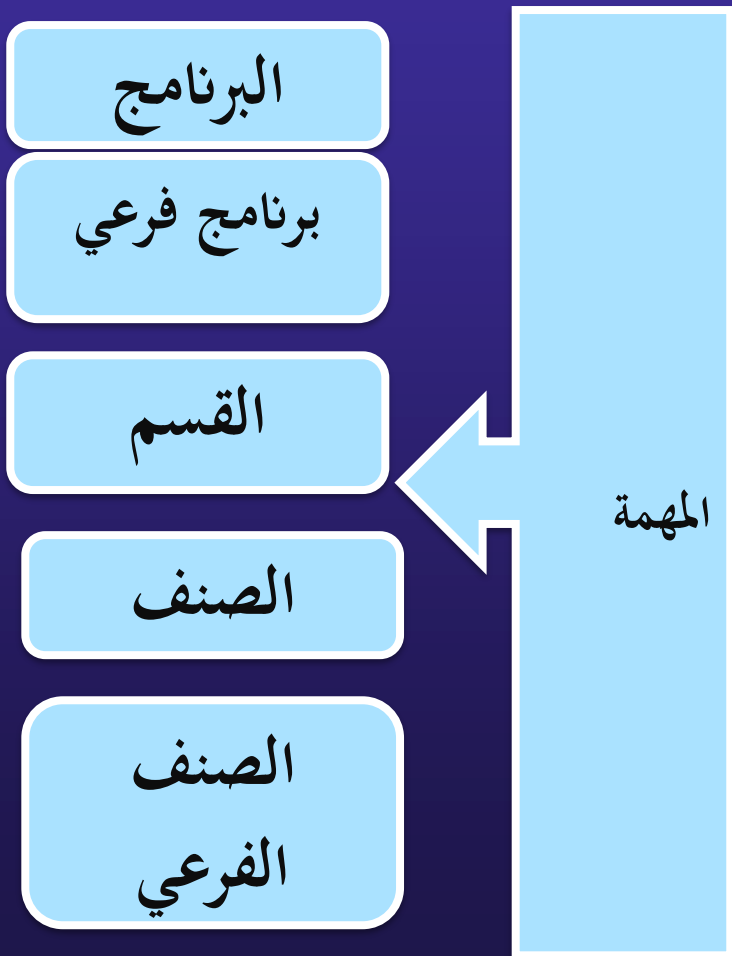 المهمة
البرنامج
برنامج فرعي
القسم
الصنف
الصنف
الفرعي